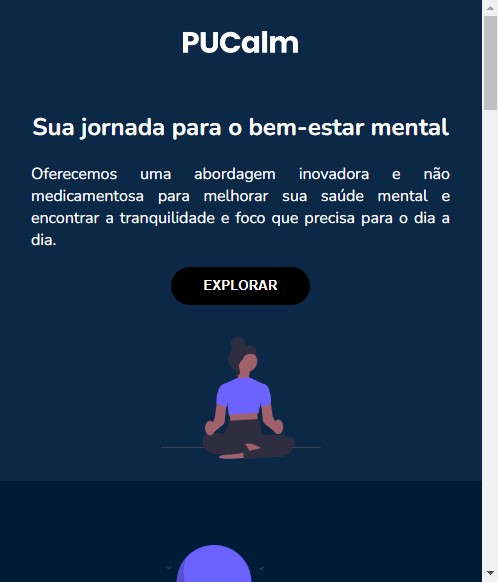 PUCalm
Sua jornada para o bem-estar mental
Oferecemos uma abordagem inovadora e não
medicamentosa para melhorar sua saúde mental e
encontrar a tranquilidade e foco que precisa para o dia a
dia.
EXPLORAR